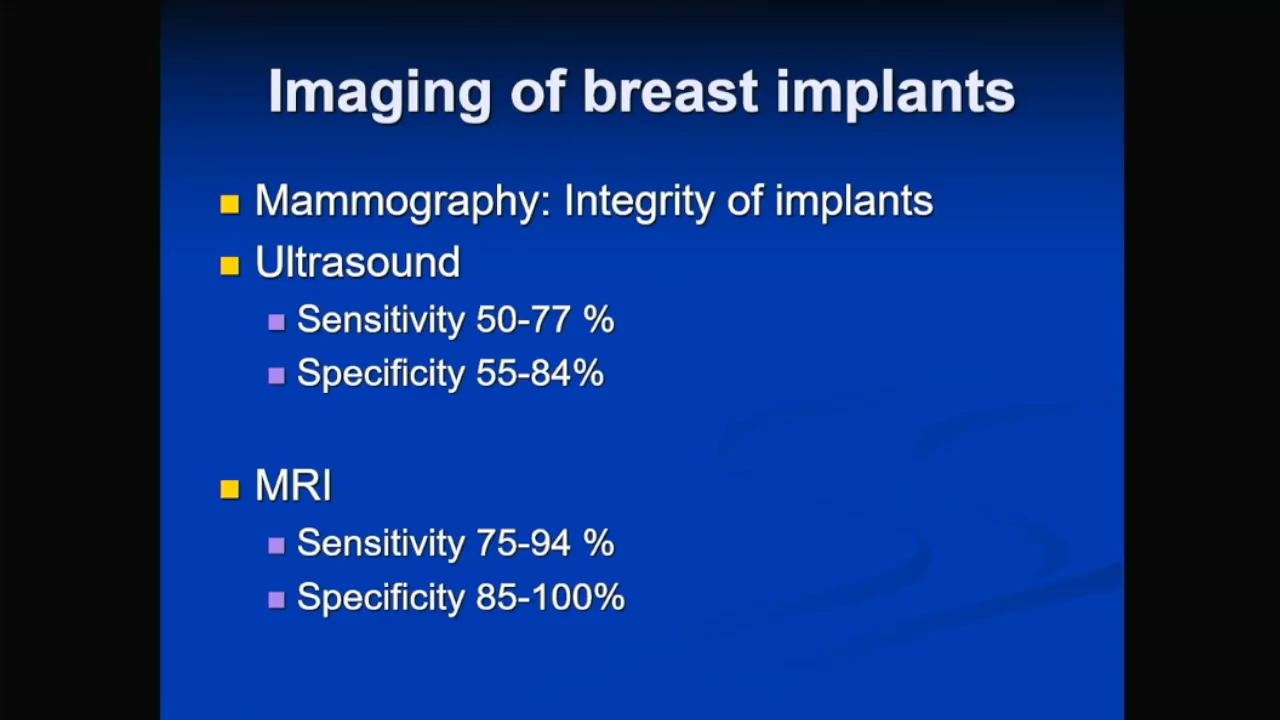 Imaging of breast implants
Mammography: Integrity of implants
Ultrasound
Sensitivity 50-77 %
Specificity 55-84%
MRI
Sensitivity 75-94 %
Specificity 85-100%